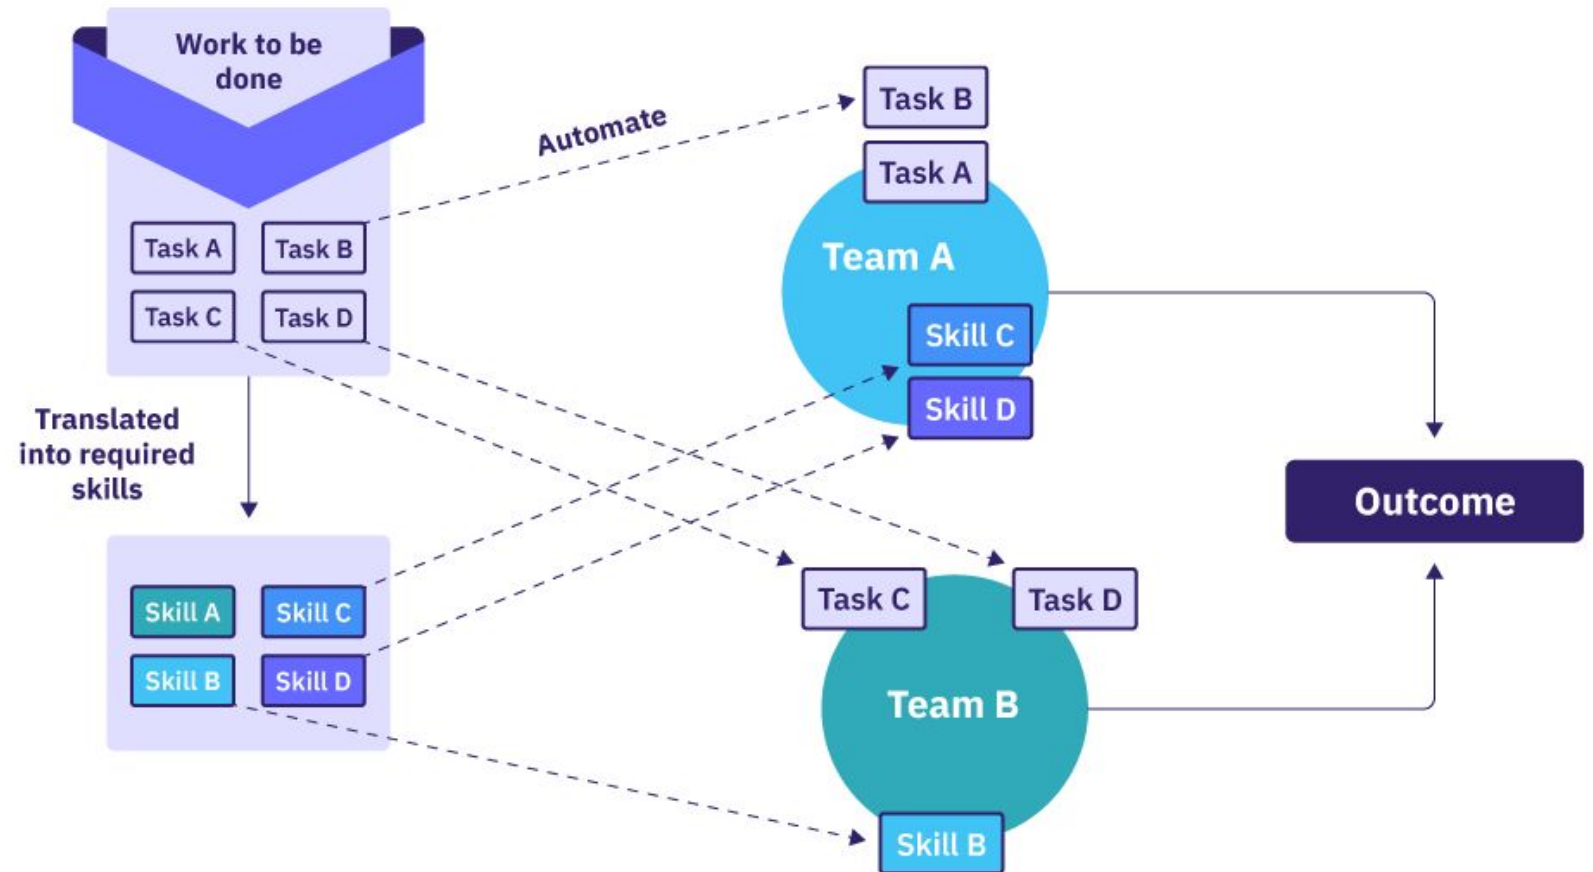 Work to be
done
Automate
Task A
Task B
Task C
Task D
Translated
into required
skills
Skill A
Skill C
Skill B
Skill D
Task B
Task A
Team A
Skill C
Skill D
Task C
Task D
Team B
Skill B
Outcome